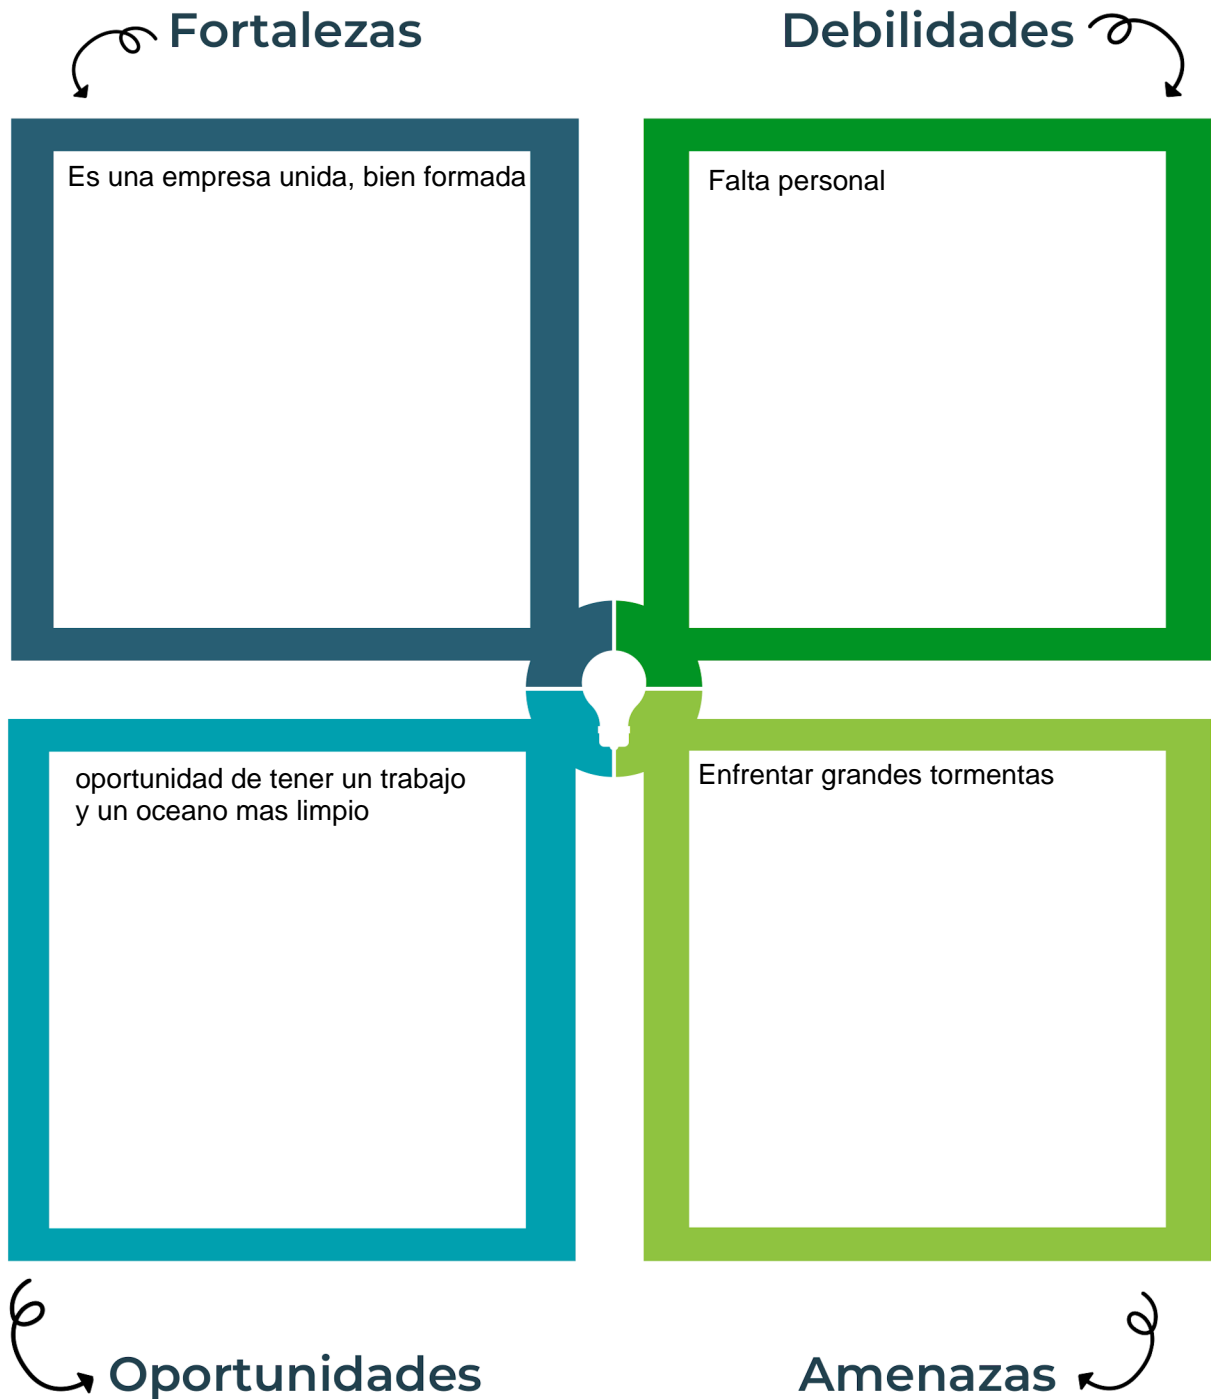 Fortalezas
Debilidades
Es una empresa unida, bien formada
Falta personal
oportunidad de tener un trabajo
y un oceano mas limpio
Enfrentar grandes tormentas
Oportunidades
Amenazas